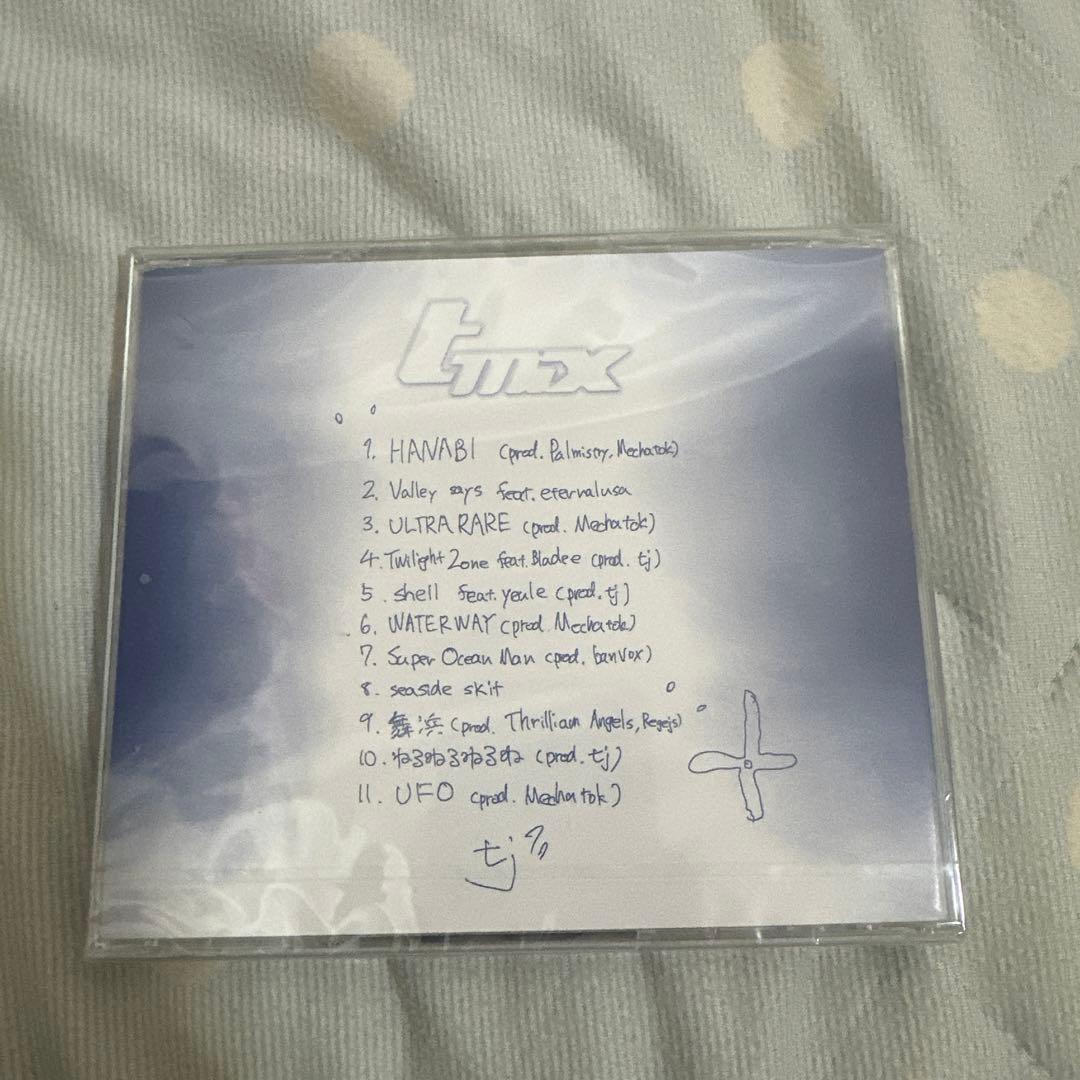 tmix
1. HANABI (prod. Palmistry, Mechatok)
2. Valley says feat. eternalusa
3. ULTRA RARE (prod. Mechatok)
4. Twilight Zone feat. Bladee (prod. tj)
5. shell feat. yeule (prod. tj)
6. WATERWAY (prod. Mechatok)
7. Super Ocean Man (prod. banvox)
8. seaside skit
9. 舞浜 (prod. Thrilliam Angels, Regejs)
10. ねるねるねるね (prod. tj)
11. UFO (prod. Mechatok)
tj